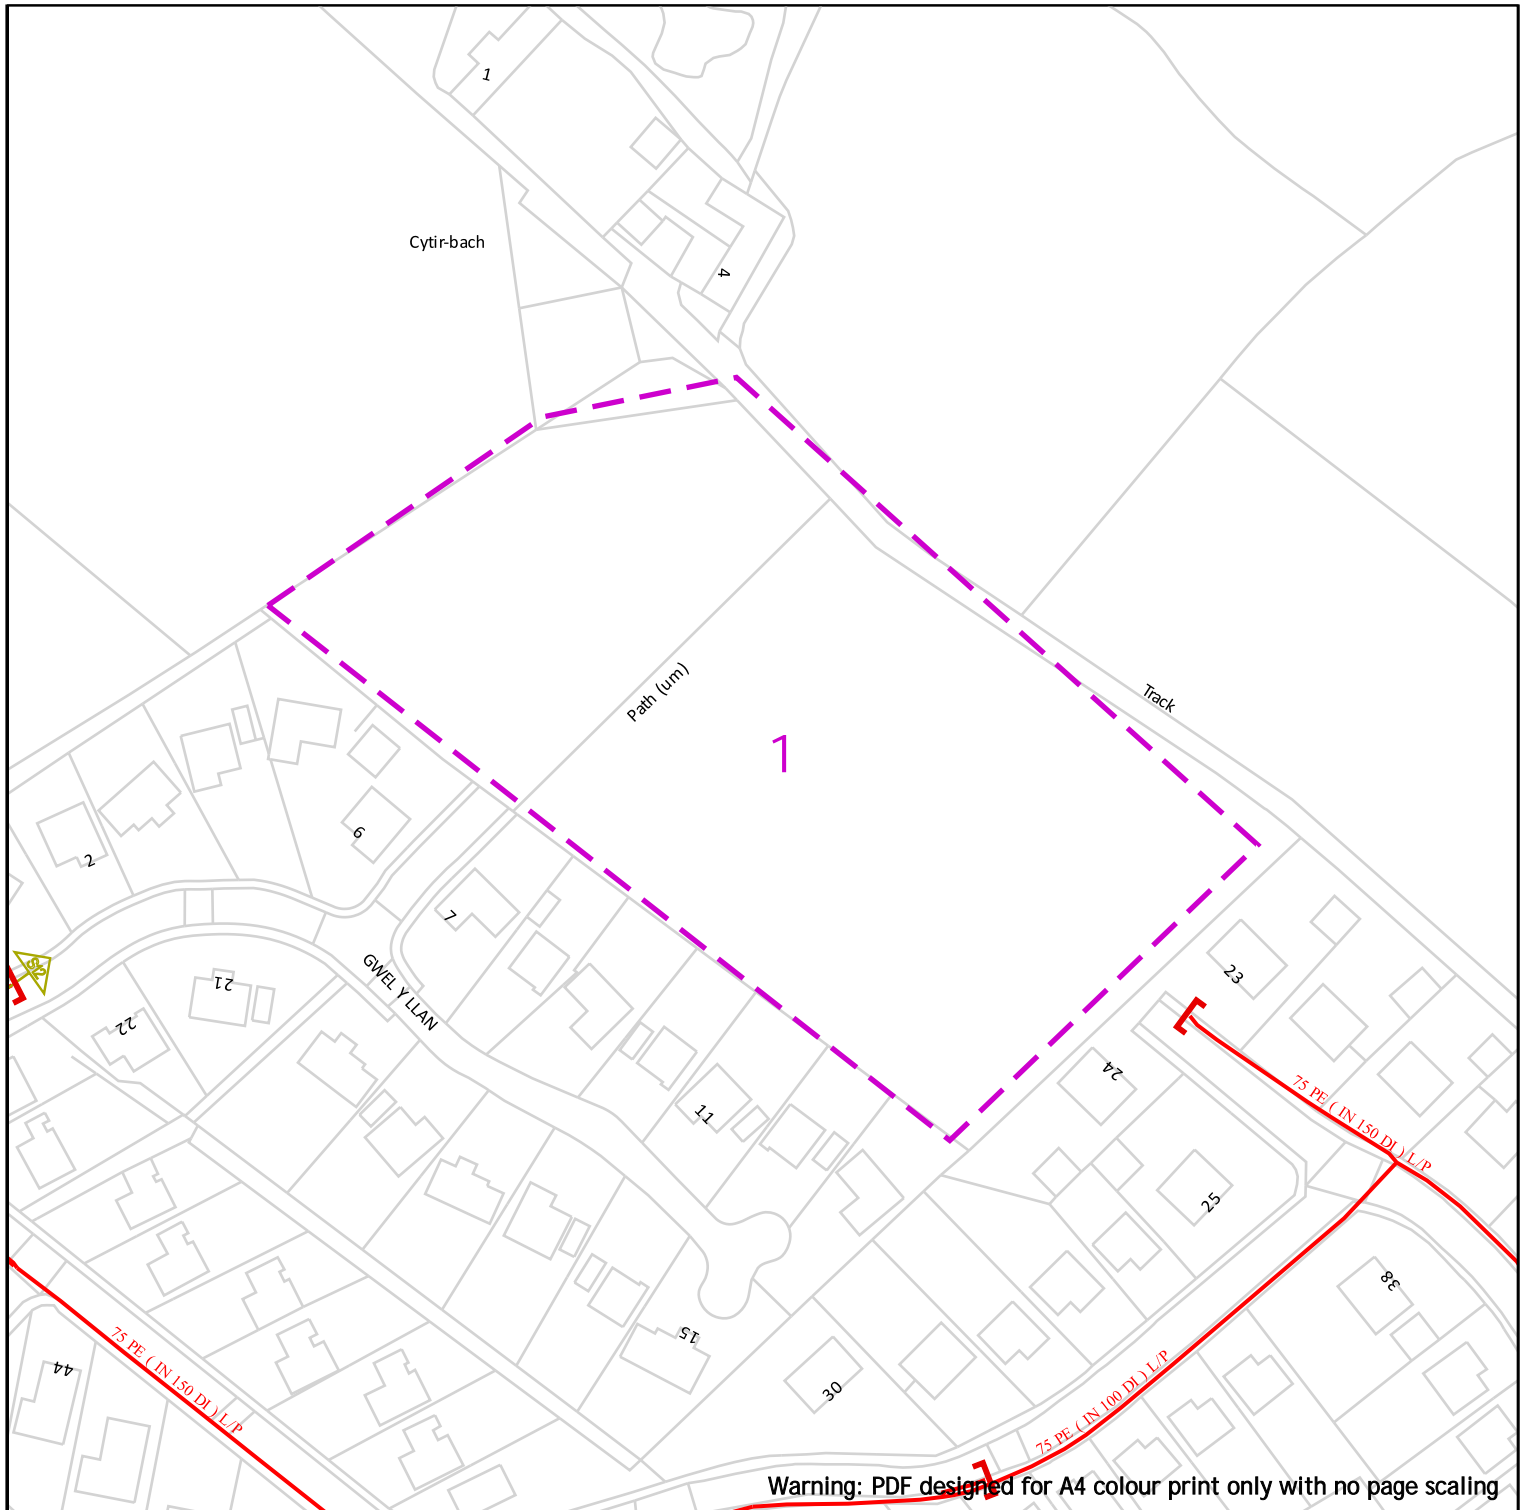 1
Cytir-bach
4
Path (um)
Track
1
6
2
7
GWEL Y LLAN
S/2
21
22
23
24
11
75 PE ( IN 150 DI ) L/P
25
38
15
75 PE ( IN 150 DI ) L/P
44
30
75 PE ( IN 100 DI ) L/P
Warning: PDF designed for A4 colour print only with no page scaling